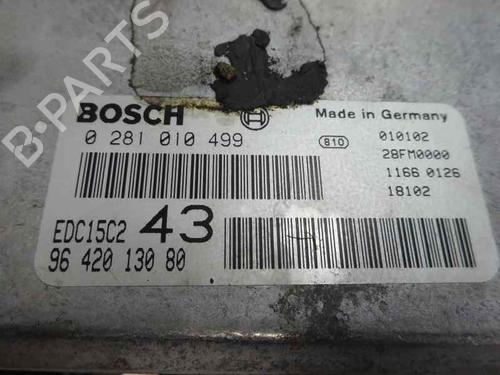 B-PARTS
BOSCH
Made in Germany
0 281 010 499
810
010102
28FM0000
1166 0126
18102
EDC15C2 43
96 420 130 80